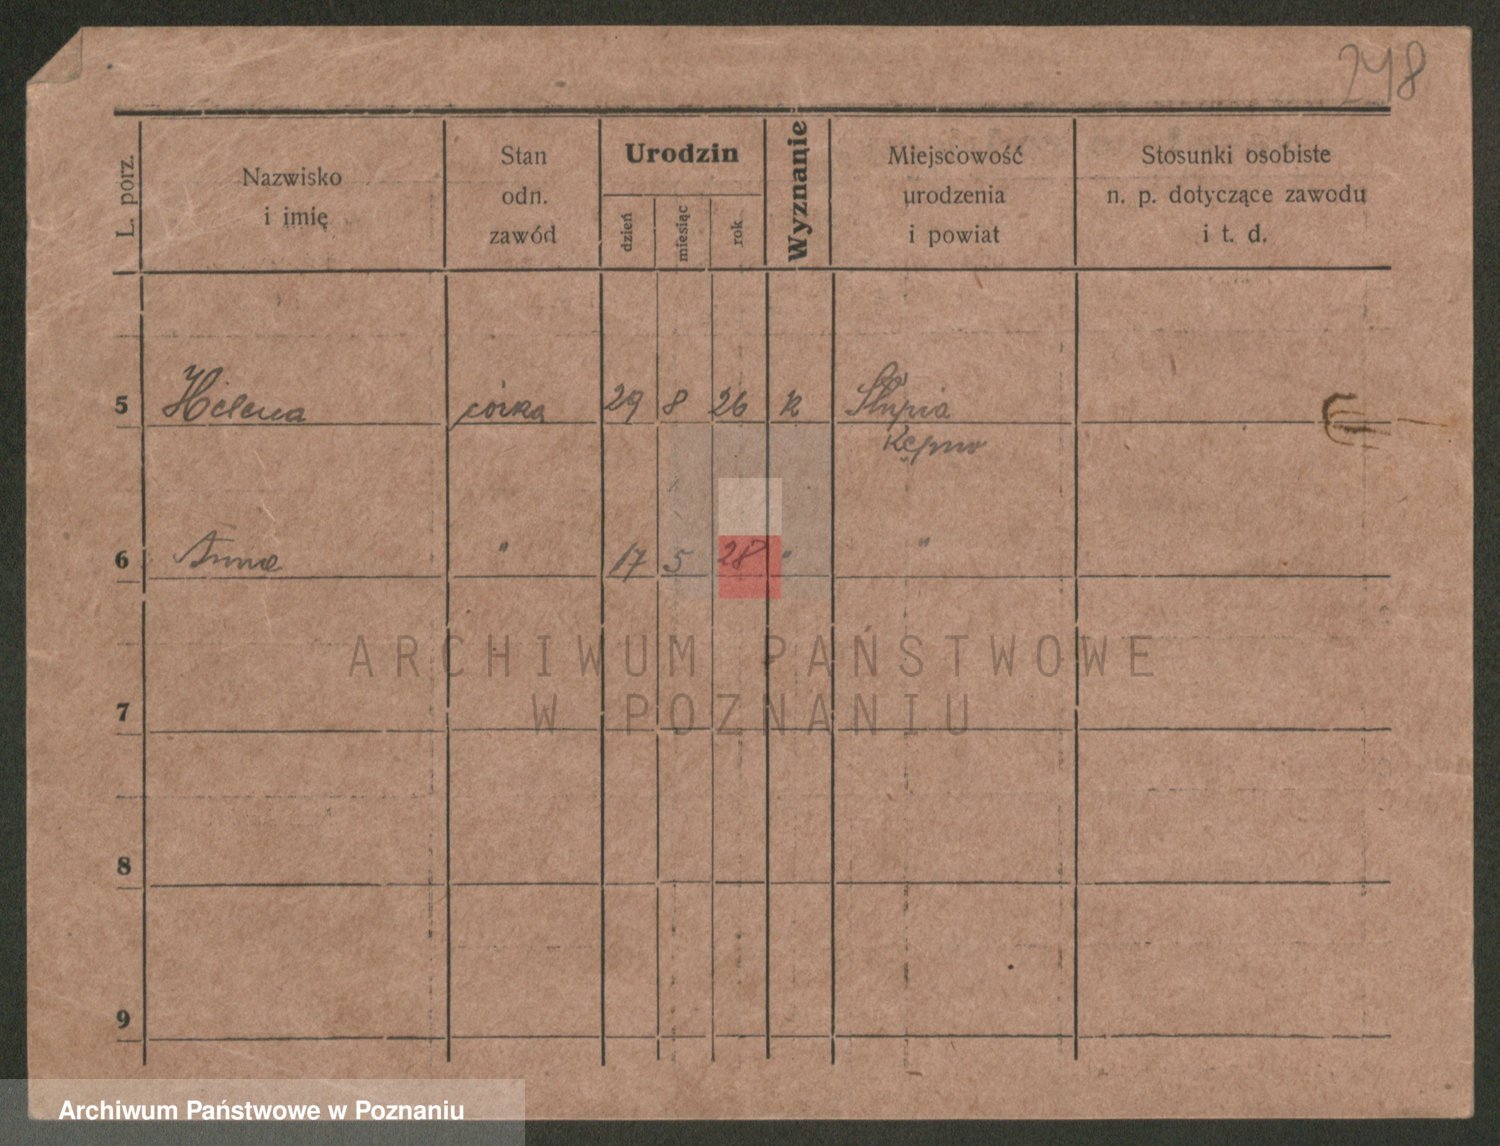 248
L. porz.
Nazwisko
i imię
Stan
odn.
zawód
Urodzin
dzień
miesiąc
rok
Wyznanie
Miejscowość
urodzenia
i powiat
Stosunki osobiste
n. p. dotyczące zawodu
i t. d.
5 Helena córka 29 8 26 k Słupia
Kępno
6 Anna " 17 5 28 " "
ARCHIWUM PAŃSTWOWE
W POZNANIU
7
8
9
Archiwum Państwowe w Poznaniu